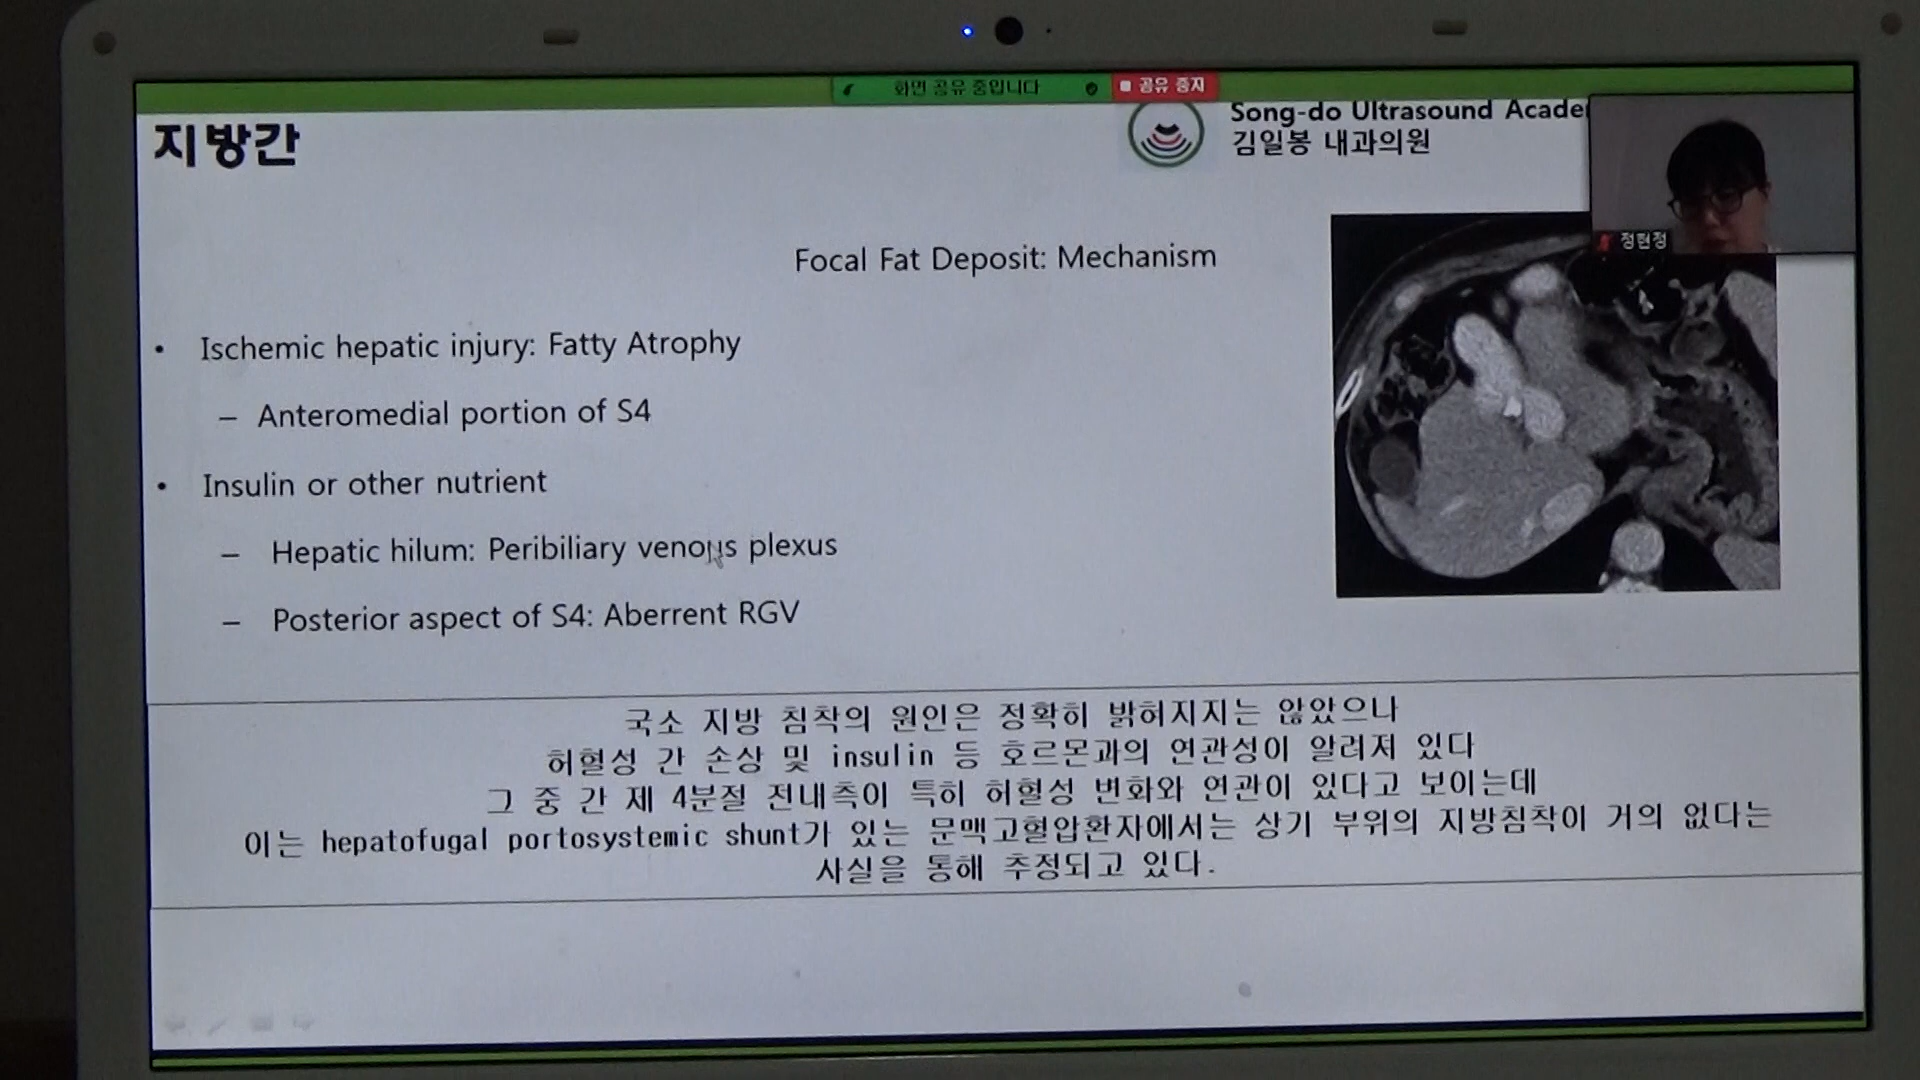 화면 공유 중입니다
공유 중지
지방간
Song-do Ultrasound Acade
김일봉 내과의원
정현정
Focal Fat Deposit: Mechanism
• Ischemic hepatic injury: Fatty Atrophy
– Anteromedial portion of S4
• Insulin or other nutrient
– Hepatic hilum: Peribiliary venous plexus
– Posterior aspect of S4: Aberrent RGV
국소 지방 침착의 원인은 정확히 밝혀지지는 않았으나
허혈성 간 손상 및 insulin 등 호르몬과의 연관성이 알려져 있다
그 중 간 제 4분절 전내측이 특히 허혈성 변화와 연관이 있다고 보이는데
이는 hepatofugal portosystemic shunt가 있는 문맥고혈압환자에서는 상기 부위의 지방침착이 거의 없다는
사실을 통해 추정되고 있다.